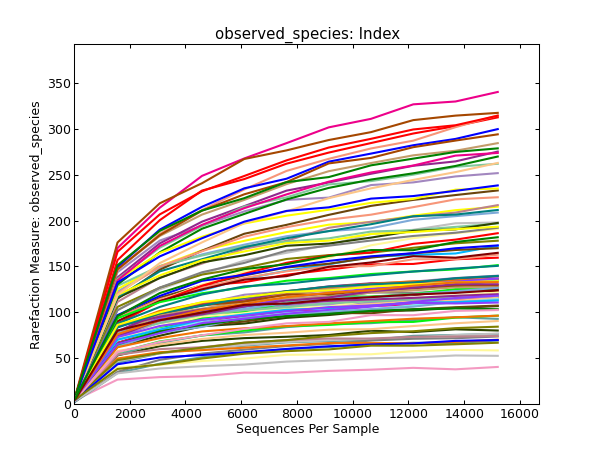 observed_species: Index
Rarefaction Measure: observed_species
350
300
250
200
150
100
50
0
0 2000 4000 6000 8000 10000 12000 14000 16000
Sequences Per Sample